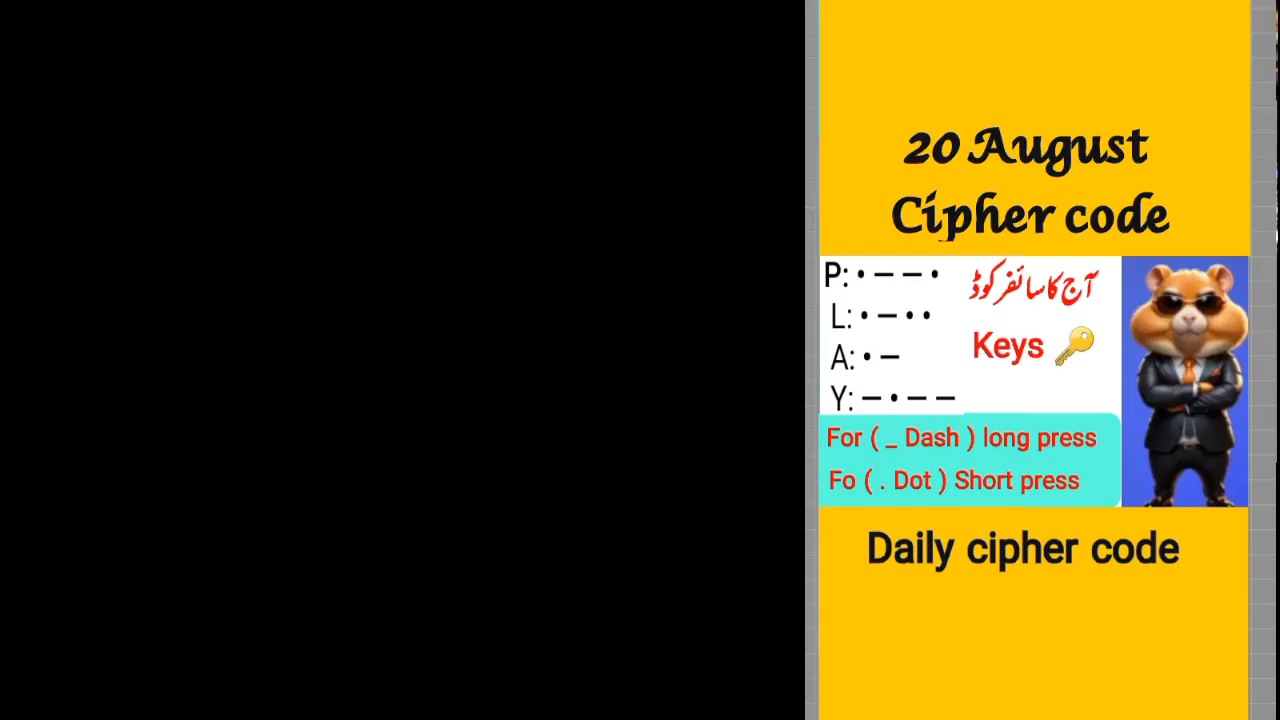 20 August
Cipher code
P: • — — •
آج کا سائفر کوڈ
L: • — • •
Keys 🔑
A: • —
Y: — • — —
For ( _ Dash ) long press
Fo ( . Dot ) Short press
Daily cipher code